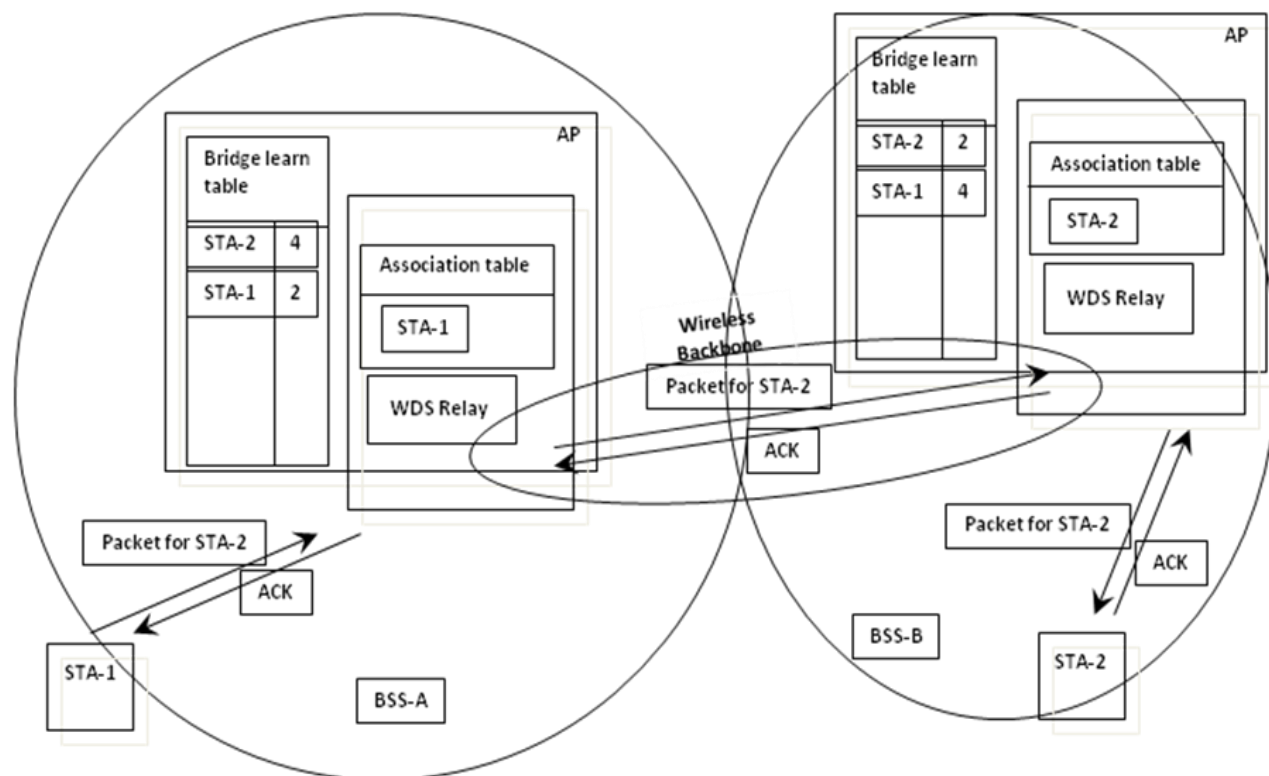 AP
Bridge learn
table
STA-2 4
STA-1 2
Association table
STA-1
WDS Relay
Packet for STA-2
ACK
STA-1
BSS-A
Wireless
Backbone
Packet for STA-2
ACK
AP
Bridge learn
table
STA-2 2
STA-1 4
Association table
STA-2
WDS Relay
Packet for STA-2
ACK
BSS-B
STA-2